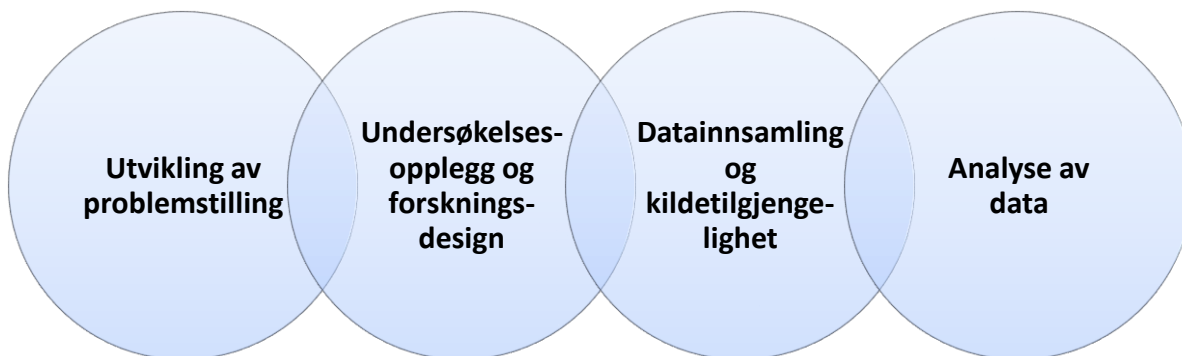 Utvikling av
problemstilling
Undersøkelses-
opplegg og
forsknings-
design
Datainnsamling
og
kildetilgjenge-
lighet
Analyse av
data